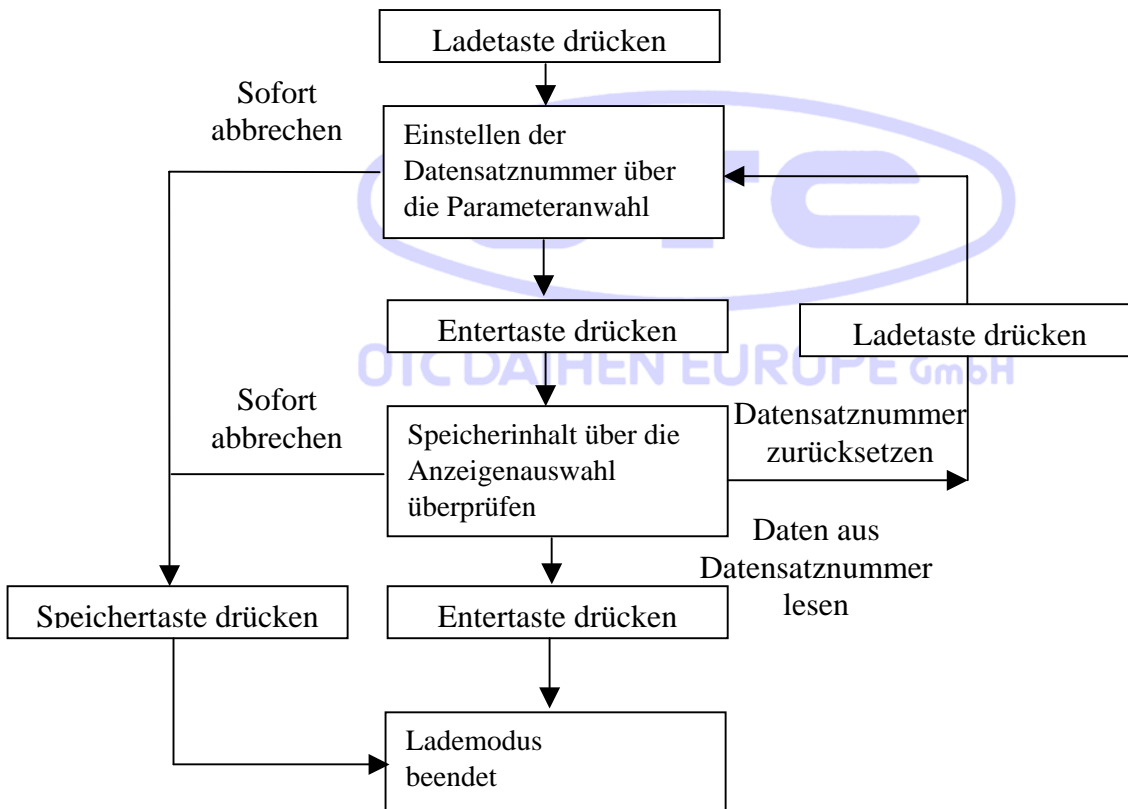 Ladetaste drücken
Sofort
abbrechen
Einstellen der
Datensatznummer über
die Parameteranwahl
Entertaste drücken
Ladetaste drücken
OTC DAIHEN EUROPE GmbH
Sofort
abbrechen
Speicherinhalt über die
Anzeigenauswahl
überprüfen
Datensatznummer
zurücksetzen
Daten aus
Datensatznummer
lesen
Speichertaste drücken
Entertaste drücken
Lademodus
beendet